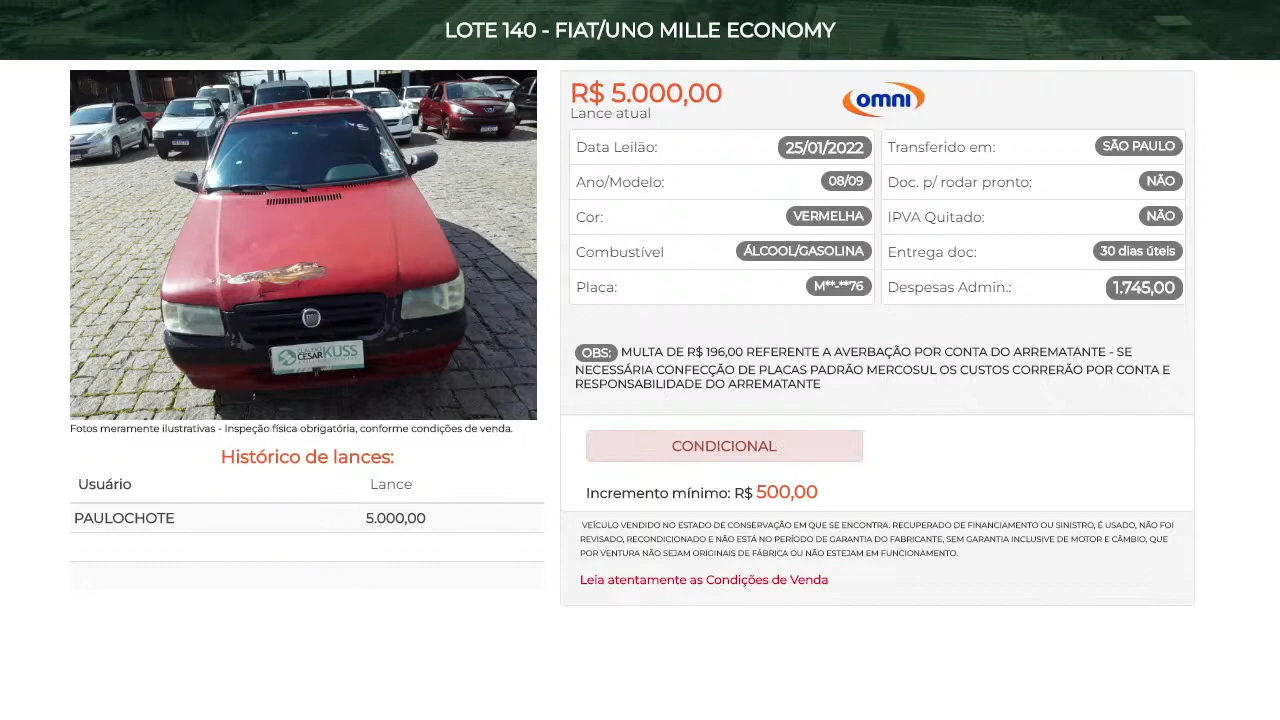 LOTE 140 - FIAT/UNO MILLE ECONOMY
CESAR KUSS
Fotos meramente ilustrativas - Inspeção física obrigatória, conforme condições de venda.
Histórico de lances:
Usuário Lance
PAULOCHOTE 5.000,00
R$ 5.000,00
omni
Lance atual
Data Leilão: 25/01/2022
Ano/Modelo: 08/09
Cor: VERMELHA
Combustível ÁLCOOL/GASOLINA
Placa: M**-**76
Transferido em: SÃO PAULO
Doc. p/ rodar pronto: NÃO
IPVA Quitado: NÃO
Entrega doc: 30 dias úteis
Despesas Admin.: 1.745,00
OBS: MULTA DE R$ 196,00 REFERENTE A AVERBAÇÃO POR CONTA DO ARREMATANTE - SE
NECESSÁRIA CONFECÇÃO DE PLACAS PADRÃO MERCOSUL OS CUSTOS CORRERÃO POR CONTA E
RESPONSABILIDADE DO ARREMATANTE
CONDICIONAL
Incremento mínimo: R$ 500,00
VEÍCULO VENDIDO NO ESTADO DE CONSERVAÇÃO EM QUE SE ENCONTRA. RECUPERADO DE FINANCIAMENTO OU SINISTRO, É USADO, NÃO FOI
REVISADO, RECONDICIONADO E NÃO ESTÁ NO PERÍODO DE GARANTIA DO FABRICANTE, SEM GARANTIA INCLUSIVE DE MOTOR E CÂMBIO, QUE
POR VENTURA NÃO SEJAM ORIGINAIS DE FÁBRICA OU NÃO ESTEJAM EM FUNCIONAMENTO.
Leia atentamente as Condições de Venda